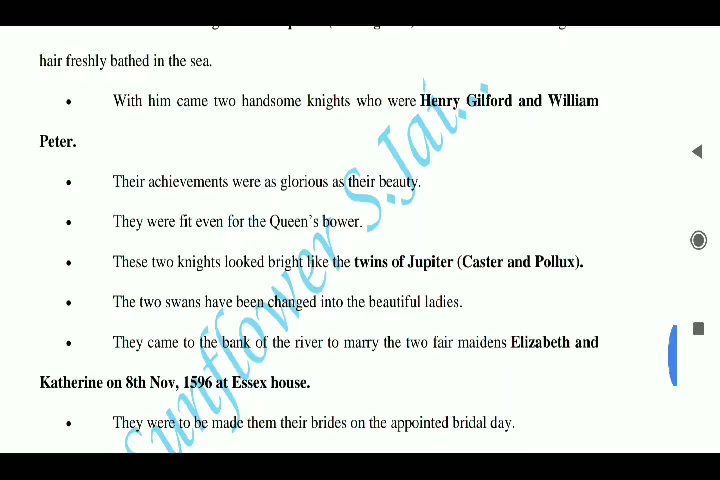 hair freshly bathed in the sea.
• With him came two handsome knights who were Henry Gilford and William
Peter.
• Their achievements were as glorious as their beauty.
• They were fit even for the Queen's bower.
• These two knights looked bright like the twins of Jupiter (Caster and Pollux).
• The two swans have been changed into the beautiful ladies.
• They came to the bank of the river to marry the two fair maidens Elizabeth and
Katherine on 8th Nov, 1596 at Essex house.
• They were to be made them their brides on the appointed bridal day.
Sunflower S.Jat...